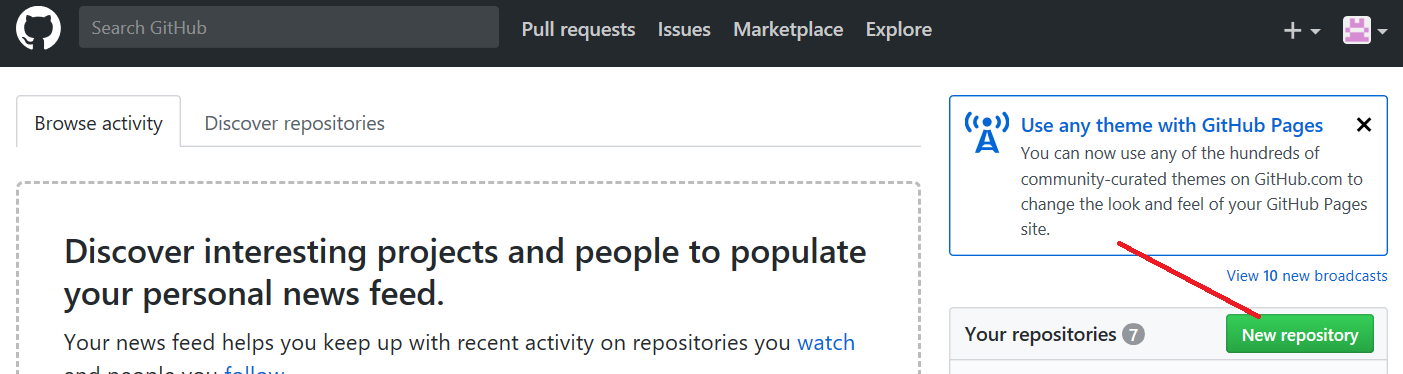 Search GitHub
Pull requests
Issues
Marketplace
Explore
Browse activity
Discover repositories
Use any theme with GitHub Pages
You can now use any of the hundreds of
community-curated themes on GitHub.com to
change the look and feel of your GitHub Pages
site.
View 10 new broadcasts
Discover interesting projects and people to populate
your personal news feed.
Your news feed helps you keep up with recent activity on repositories you watch
and people you follow
Your repositories 7
New repository